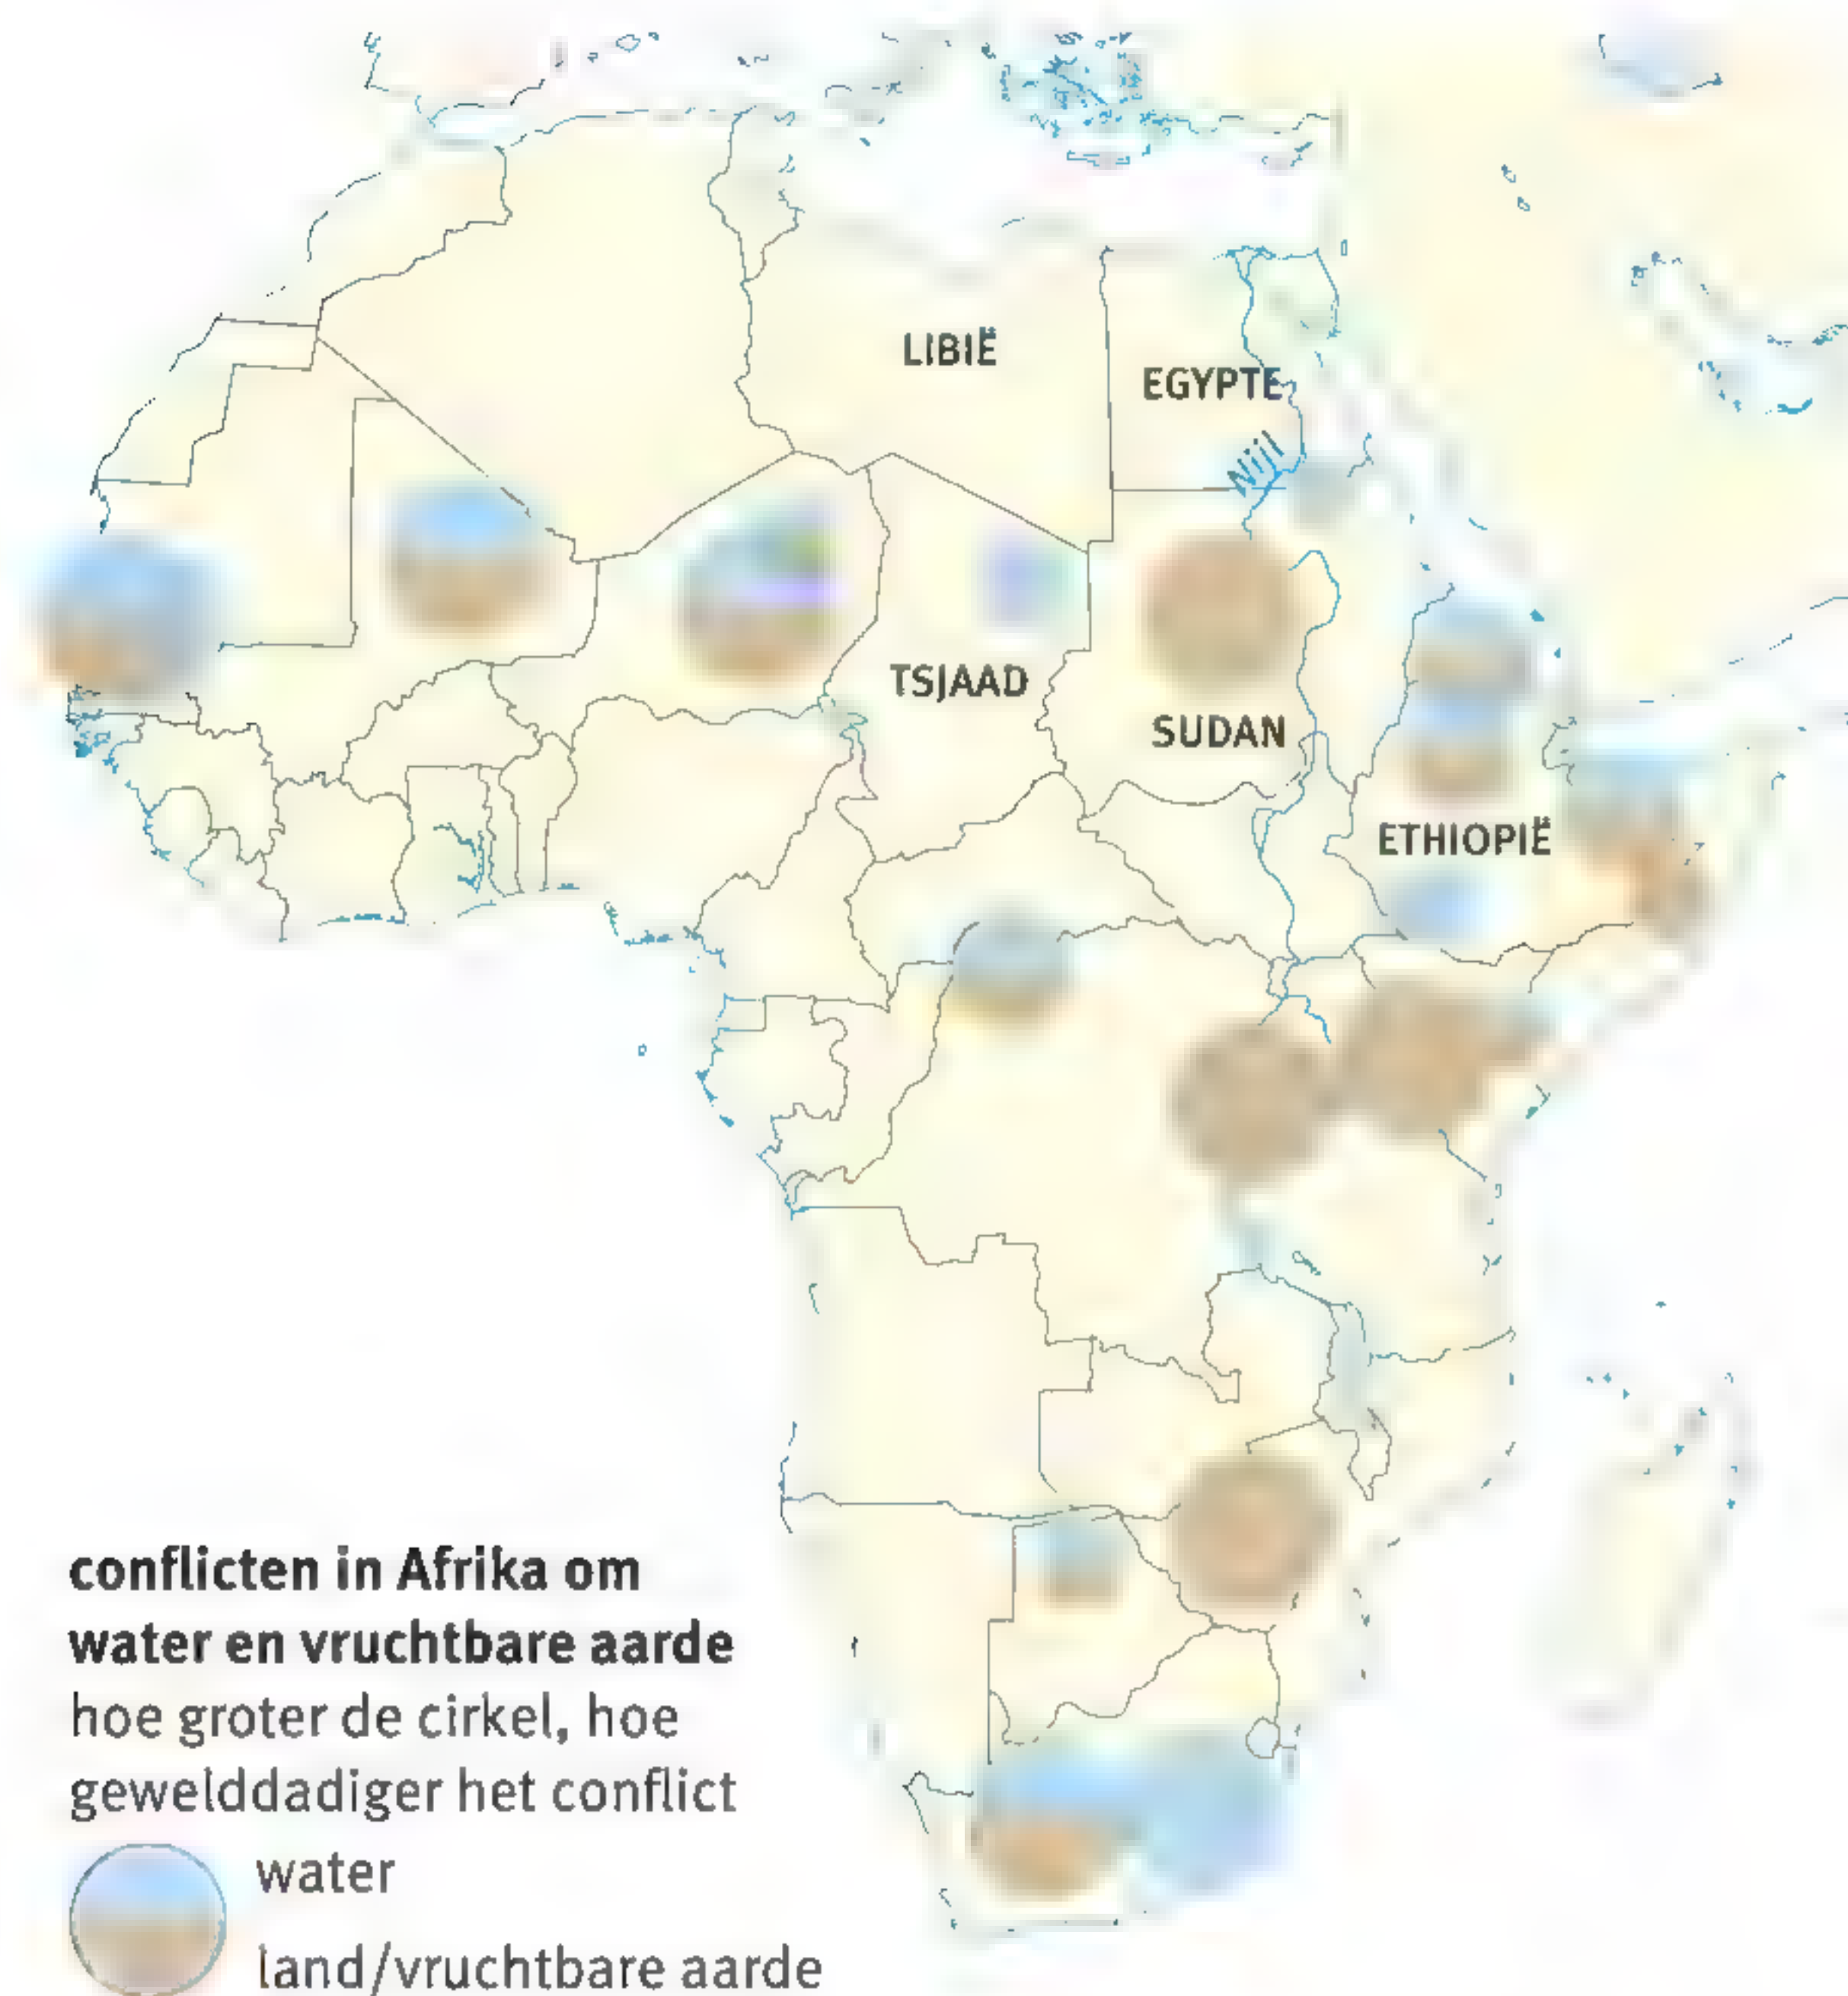 LIBIË
EGYPTE
Nijl
TSJAAD
SUDAN
ETHIOPIË
conflicten in Afrika om
water en vruchtbare aarde
hoe groter de cirkel, hoe
gewelddadiger het conflict
water
land/vruchtbare aarde